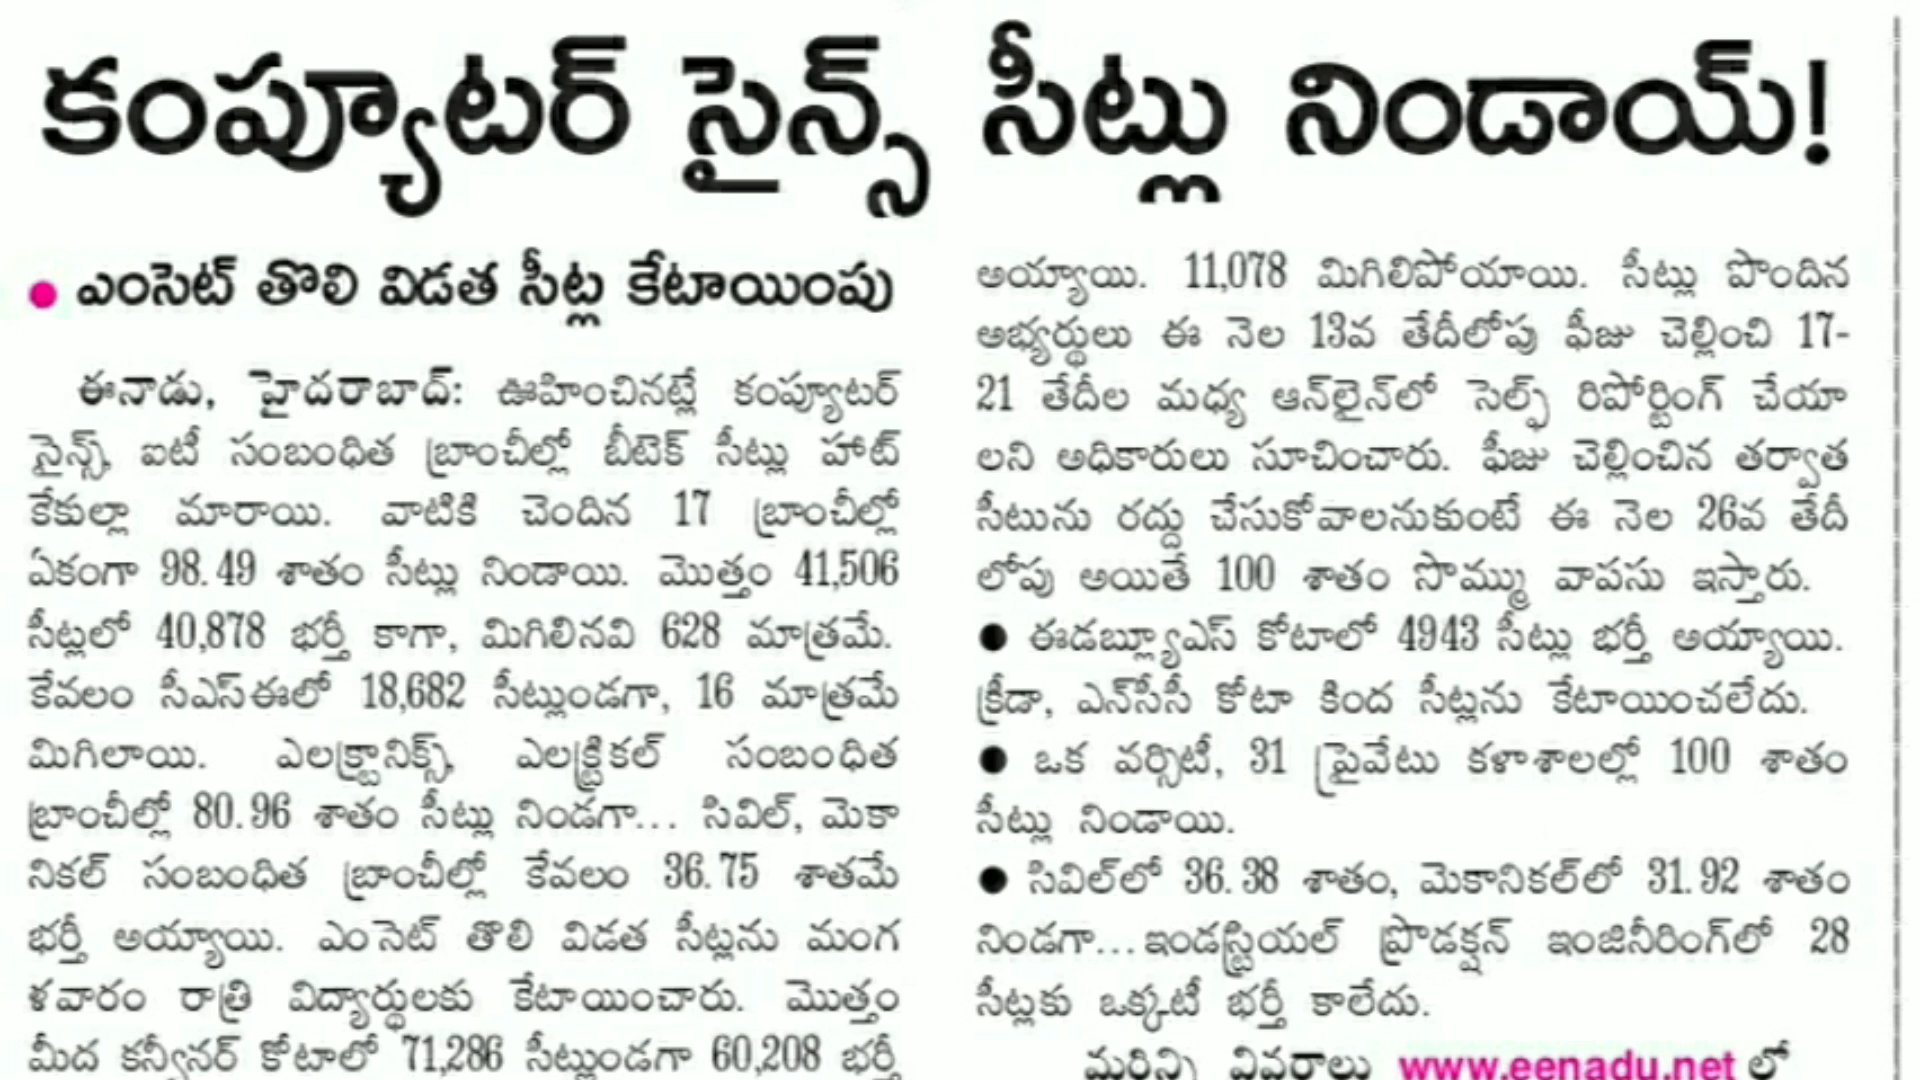 కంప్యూటర్ సైన్స్ సీట్లు నిండాయ్!
● ఎంసెట్ తొలి విడత సీట్ల కేటాయింపు
ఈనాడు, హైదరాబాద్: ఊహించినట్లే కంప్యూటర్
సైన్స్, ఐటీ సంబంధిత బ్రాంచీల్లో బీటెక్ సీట్లు హాట్
కేకుల్లా మారాయి. వాటికి చెందిన 17 బ్రాంచీల్లో
ఏకంగా 98.49 శాతం సీట్లు నిండాయి. మొత్తం 41,506
సీట్లలో 40,878 భర్తీ కాగా, మిగిలినవి 628 మాత్రమే.
కేవలం సీఎస్ఈలో 18,682 సీట్లుండగా, 16 మాత్రమే
మిగిలాయి. ఎలక్ట్రానిక్స్, ఎలక్ట్రికల్ సంబంధిత
బ్రాంచీల్లో 80.96 శాతం సీట్లు నిండగా... సివిల్, మెకా
నికల్ సంబంధిత బ్రాంచీల్లో కేవలం 36.75 శాతమే
భర్తీ అయ్యాయి. ఎంసెట్ తొలి విడత సీట్లను మంగ
ళవారం రాత్రి విద్యార్థులకు కేటాయించారు. మొత్తం
మీద కన్వీనర్ కోటాలో 71,286 సీట్లుండగా 60,208 భర్తీ
అయ్యాయి. 11,078 మిగిలిపోయాయి. సీట్లు పొందిన
అభ్యర్థులు ఈ నెల 13వ తేదీలోపు ఫీజు చెల్లించి 17-
21 తేదీల మధ్య ఆన్‌లైన్‌లో సెల్ఫ్ రిపోర్టింగ్ చేయా
లని అధికారులు సూచించారు. ఫీజు చెల్లించిన తర్వాత
సీటును రద్దు చేసుకోవాలనుకుంటే ఈ నెల 26వ తేదీ
లోపు అయితే 100 శాతం సొమ్ము వాపసు ఇస్తారు.
● ఈడబ్ల్యూఎస్ కోటాలో 4943 సీట్లు భర్తీ అయ్యాయి.
క్రీడా, ఎన్‌సీసీ కోటా కింద సీట్లను కేటాయించలేదు.
● ఒక వర్సిటీ, 31 ప్రైవేటు కళాశాలల్లో 100 శాతం
సీట్లు నిండాయి.
● సివిల్‌లో 36.38 శాతం, మెకానికల్‌లో 31.92 శాతం
నిండగా...ఇండస్ట్రియల్ ప్రొడక్షన్ ఇంజినీరింగ్‌లో 28
సీట్లకు ఒక్కటీ భర్తీ కాలేదు.
మరిన్ని వివరాలు www.eenadu.net లో